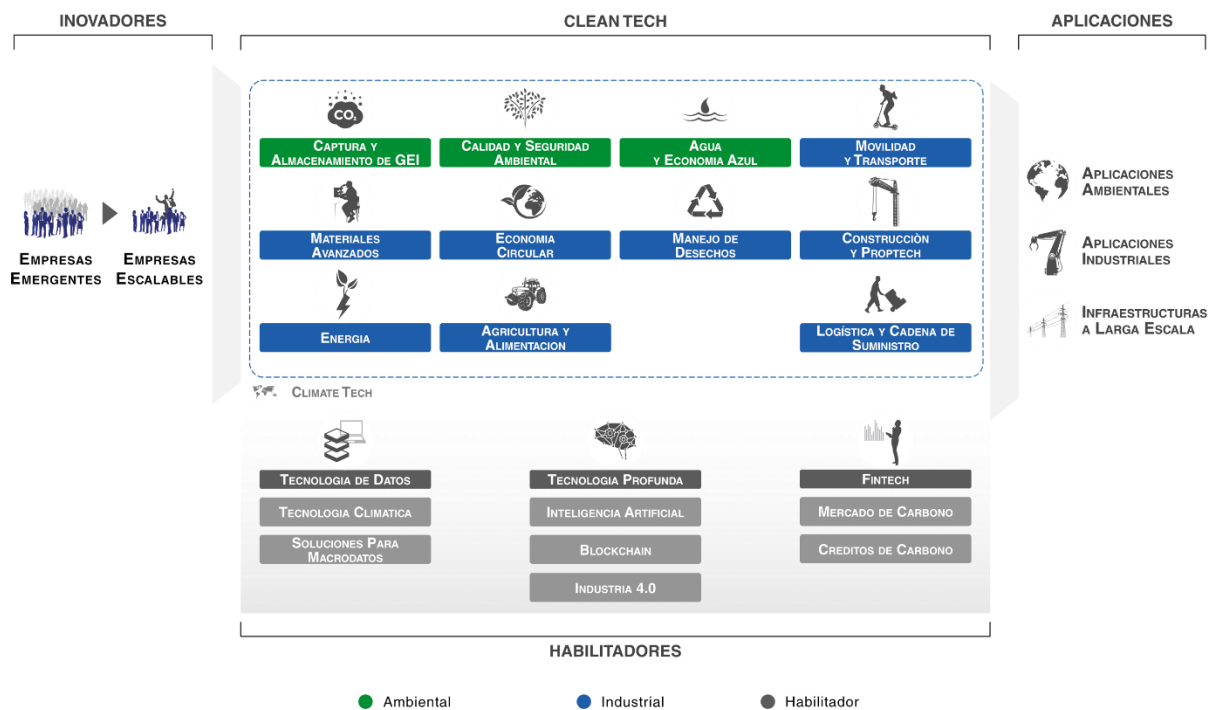 INOVADORES
CLEAN TECH
APLICACIONES
CO₂
CAPTURA Y
ALMACENAMIENTO DE GEI
CALIDAD Y SEGURIDAD
AMBIENTAL
AGUA
Y ECONOMIA AZUL
MOVILIDAD
Y TRANSPORTE
MATERIALES
AVANZADOS
ECONOMIA
CIRCULAR
MANEJO DE
DESECHOS
CONSTRUCCIÒN
Y PROPTECH
ENERGIA
AGRICULTURA Y
ALIMENTACION
LOGÍSTICA Y CADENA DE
SUMINISTRO
EMPRESAS
EMERGENTES
EMPRESAS
ESCALABLES
APLICACIONES
AMBIENTALES
APLICACIONES
INDUSTRIALES
INFRAESTRUCTURAS
A LARGA ESCALA
CLIMATE TECH
TECNOLOGIA DE DATOS
TECNOLOGIA CLIMATICA
SOLUCIONES PARA
MACRODATOS
TECNOLOGIA PROFUNDA
INTELIGENCIA ARTIFICIAL
BLOCKCHAIN
INDUSTRIA 4.0
FINTECH
MERCADO DE CARBONO
CREDITOS DE CARBONO
HABILITADORES
Ambiental
Industrial
Habilitador